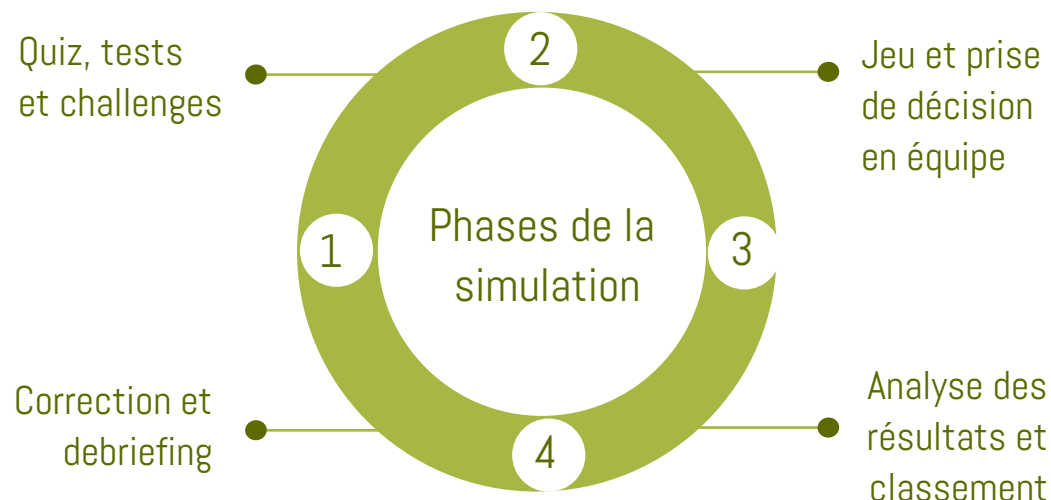 Quiz, tests
et challenges
2
Jeu et prise
de décision
en équipe
1
Phases de la
simulation
3
Correction et
debriefing
4
Analyse des
résultats et
classement